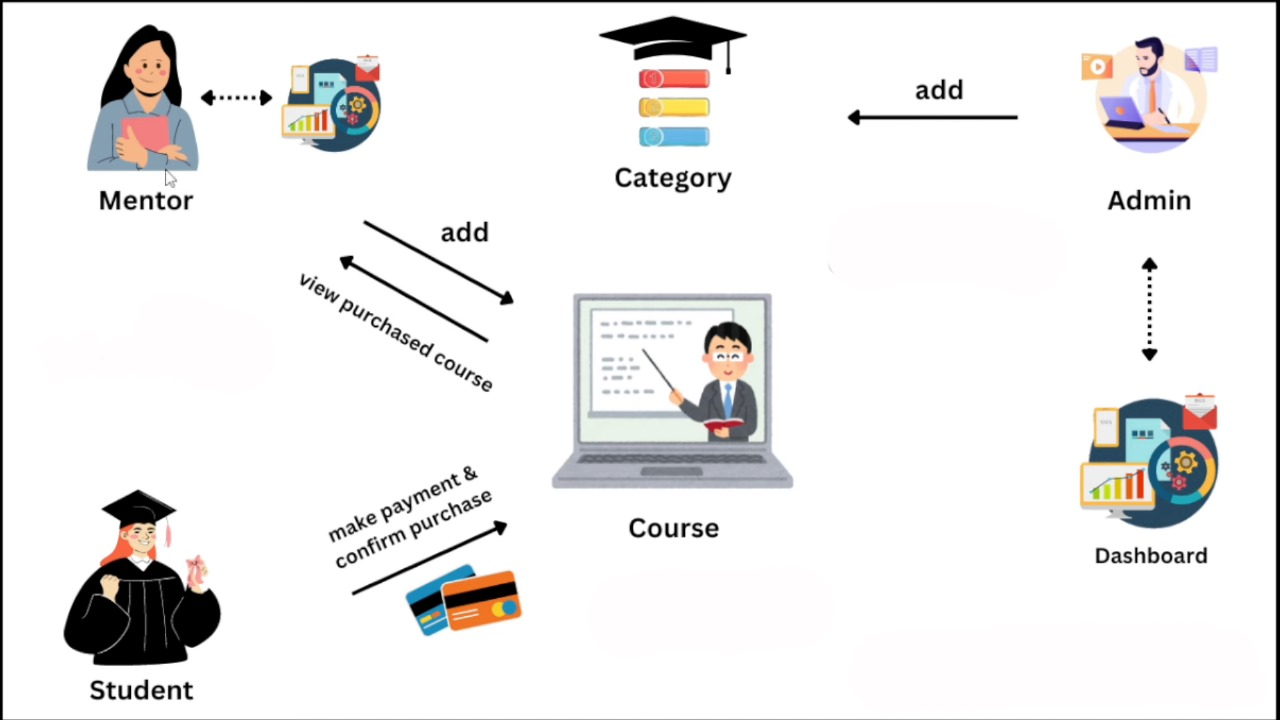 add
Category
Mentor
Admin
add
view purchased course
make payment &
confirm purchase
Course
Dashboard
Student